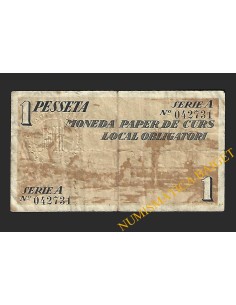 1 PESSETA
SERIE A
Nº 042731
MONEDA PAPER DE CURS
LOCAL OBLIGATORI
SERIE A
Nº 042731
1